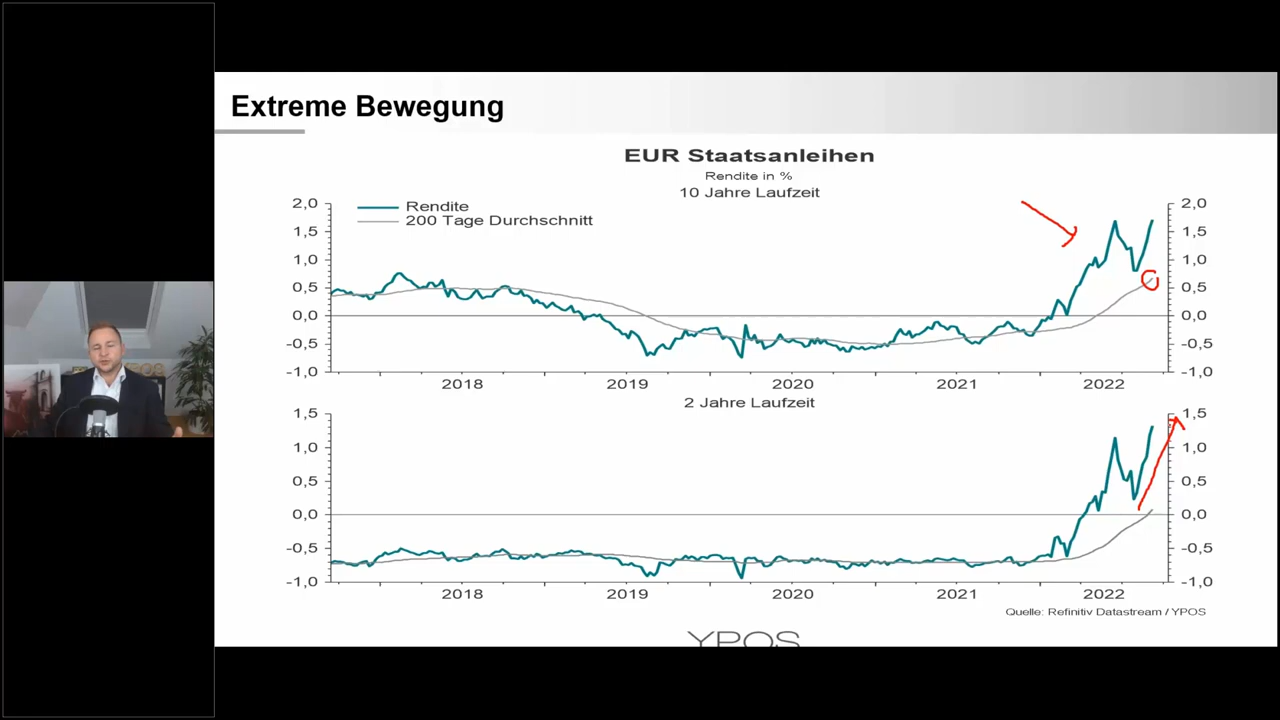 Extreme Bewegung
EUR Staatsanleihen
Rendite in %
10 Jahre Laufzeit
Rendite
200 Tage Durchschnitt
2,0 2,0
1,5 1,5
1,0 1,0
0,5 0,5
0,0 0,0
-0,5 -0,5
-1,0 -1,0
2018 2019 2020 2021 2022
2 Jahre Laufzeit
1,5 1,5
1,0 1,0
0,5 0,5
0,0 0,0
-0,5 -0,5
-1,0 -1,0
2018 2019 2020 2021 2022
Quelle: Refinitiv Datastream / YPOS
YPOS